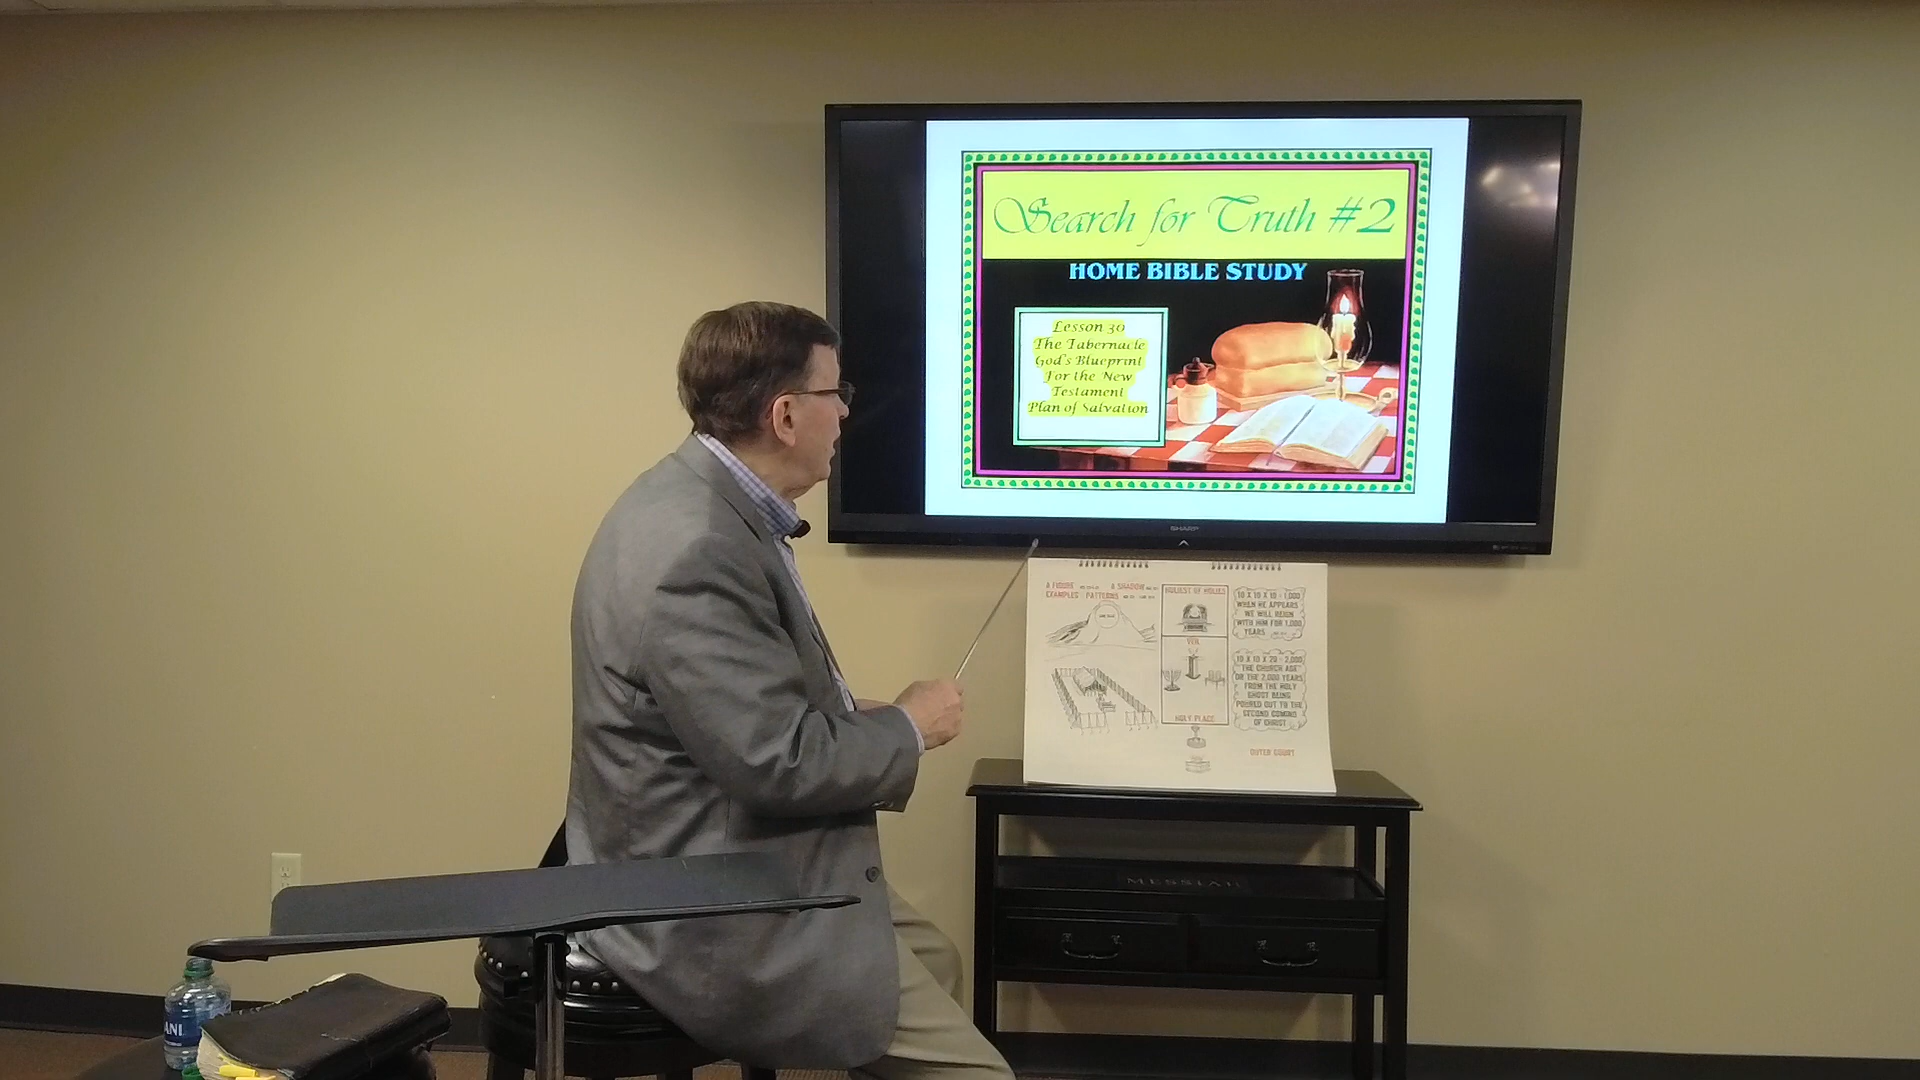 Search for Truth #2
HOME BIBLE STUDY
Lesson 30
The Tabernacle
God's Blueprint
For the New
Testament
Plan of Salvation
SHARP
A FIGURE
A SHADOW
EXAMPLES
PATTERNS
HOLIEST OF HOLIES
VEIL
HOLY PLACE
10 X 10 X 10 = 1,000
WHEN HE APPEARS
WE WILL REIGN
WITH HIM FOR 1,000
YEARS
10 X 10 X 20 = 2,000
THE CHURCH AGE
OR THE 2,000 YEARS
FROM THE HOLY
GHOST BEING
POURED OUT TO THE
SECOND COMING
OF CHRIST
OUTER COURT
MESSIAH
ANI